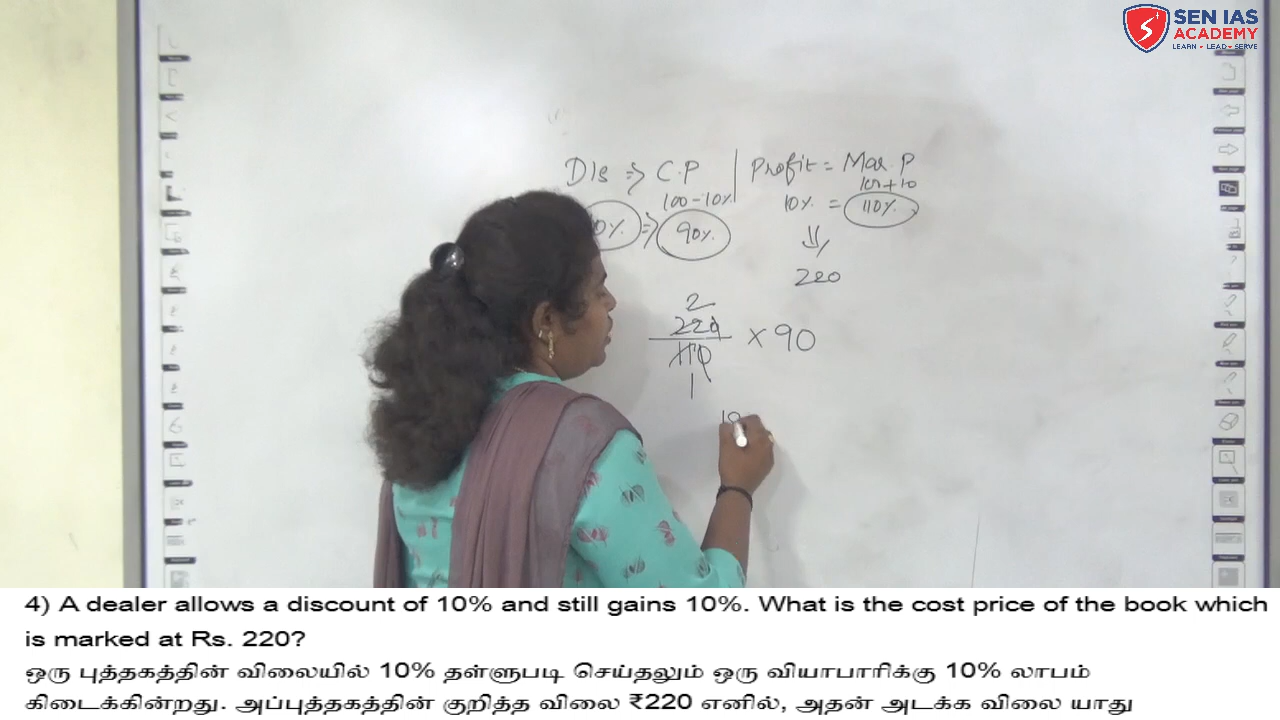 SEN IAS
ACADEMY
LEARN • LEAD • SERVE
DIS => C.P | Profit = Mar.P
100-10% 100+10
0% => 90% 10% = 110%
220
2
220 × 90
110
1
18
4) A dealer allows a discount of 10% and still gains 10%. What is the cost price of the book which
is marked at Rs. 220?
ஒரு புத்தகத்தின் விலையில் 10% தள்ளுபடி செய்தலும் ஒரு வியாபாரிக்கு 10% லாபம்
கிடைக்கின்றது. அப்புத்தகத்தின் குறித்த விலை ₹220 எனில், அதன் அடக்க விலை யாது